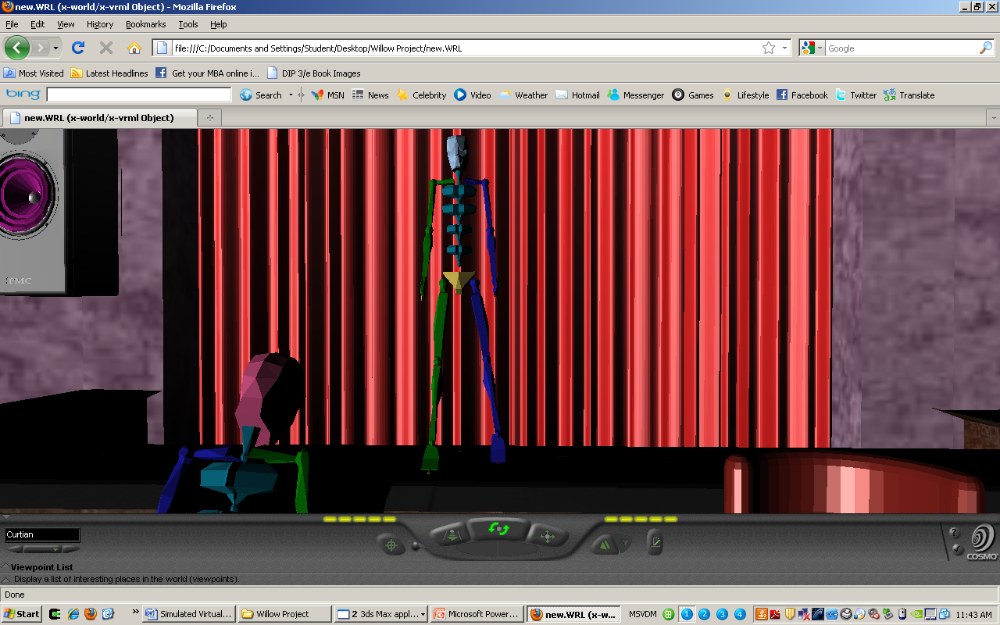 new.WRL (x-world/x-vrml Object) - Mozilla Firefox
File Edit View History Bookmarks Tools Help
file:///C:/Documents and Settings/Student/Desktop/Willow Project/new.WRL
Google
Most Visited Latest Headlines Get your MBA online i... DIP 3/e Book Images
bing Search MSN News Celebrity Video Weather Hotmail Messenger Games Lifestyle Facebook Twitter Translate
new.WRL (x-world/x-vrml Object)
PMC
Curtian
Viewpoint List
Display a list of interesting places in the world (viewpoints).
COSMO
Done
Start » Simulated Virtual... Willow Project 2 3ds Max appl... Microsoft Power... new.WRL (x-w... MSVDM 1 2 3 4 11:43 AM